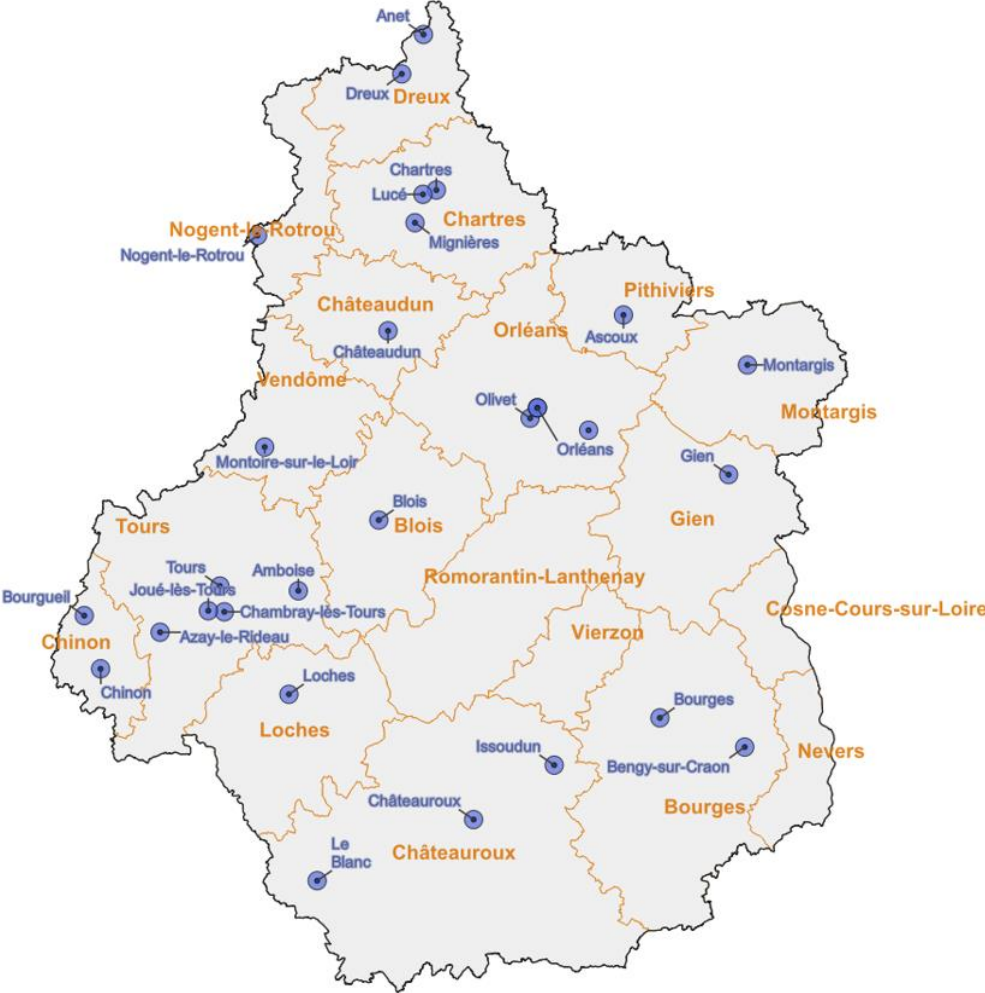 Anet
Dreux
Dreux
Chartres
Lucé
Chartres
Mignières
Nogent-le-Rotrou
Nogent-le-Rotrou
Pithiviers
Châteaudun
Orléans
Ascoux
Châteaudun
Montargis
Vendôme
Olivet
Montargis
Orléans
Gien
Montoire-sur-le-Loir
Blois
Blois
Gien
Tours
Tours
Amboise
Romorantin-Lanthenay
Joué-lès-Tours
Bourgueil
Chambray-lès-Tours
Cosne-Cours-sur-Loire
Azay-le-Rideau
Vierzon
Chinon
Loches
Chinon
Bourges
Loches
Issoudun
Nevers
Bengy-sur-Craon
Châteauroux
Bourges
Le
Blanc
Châteauroux